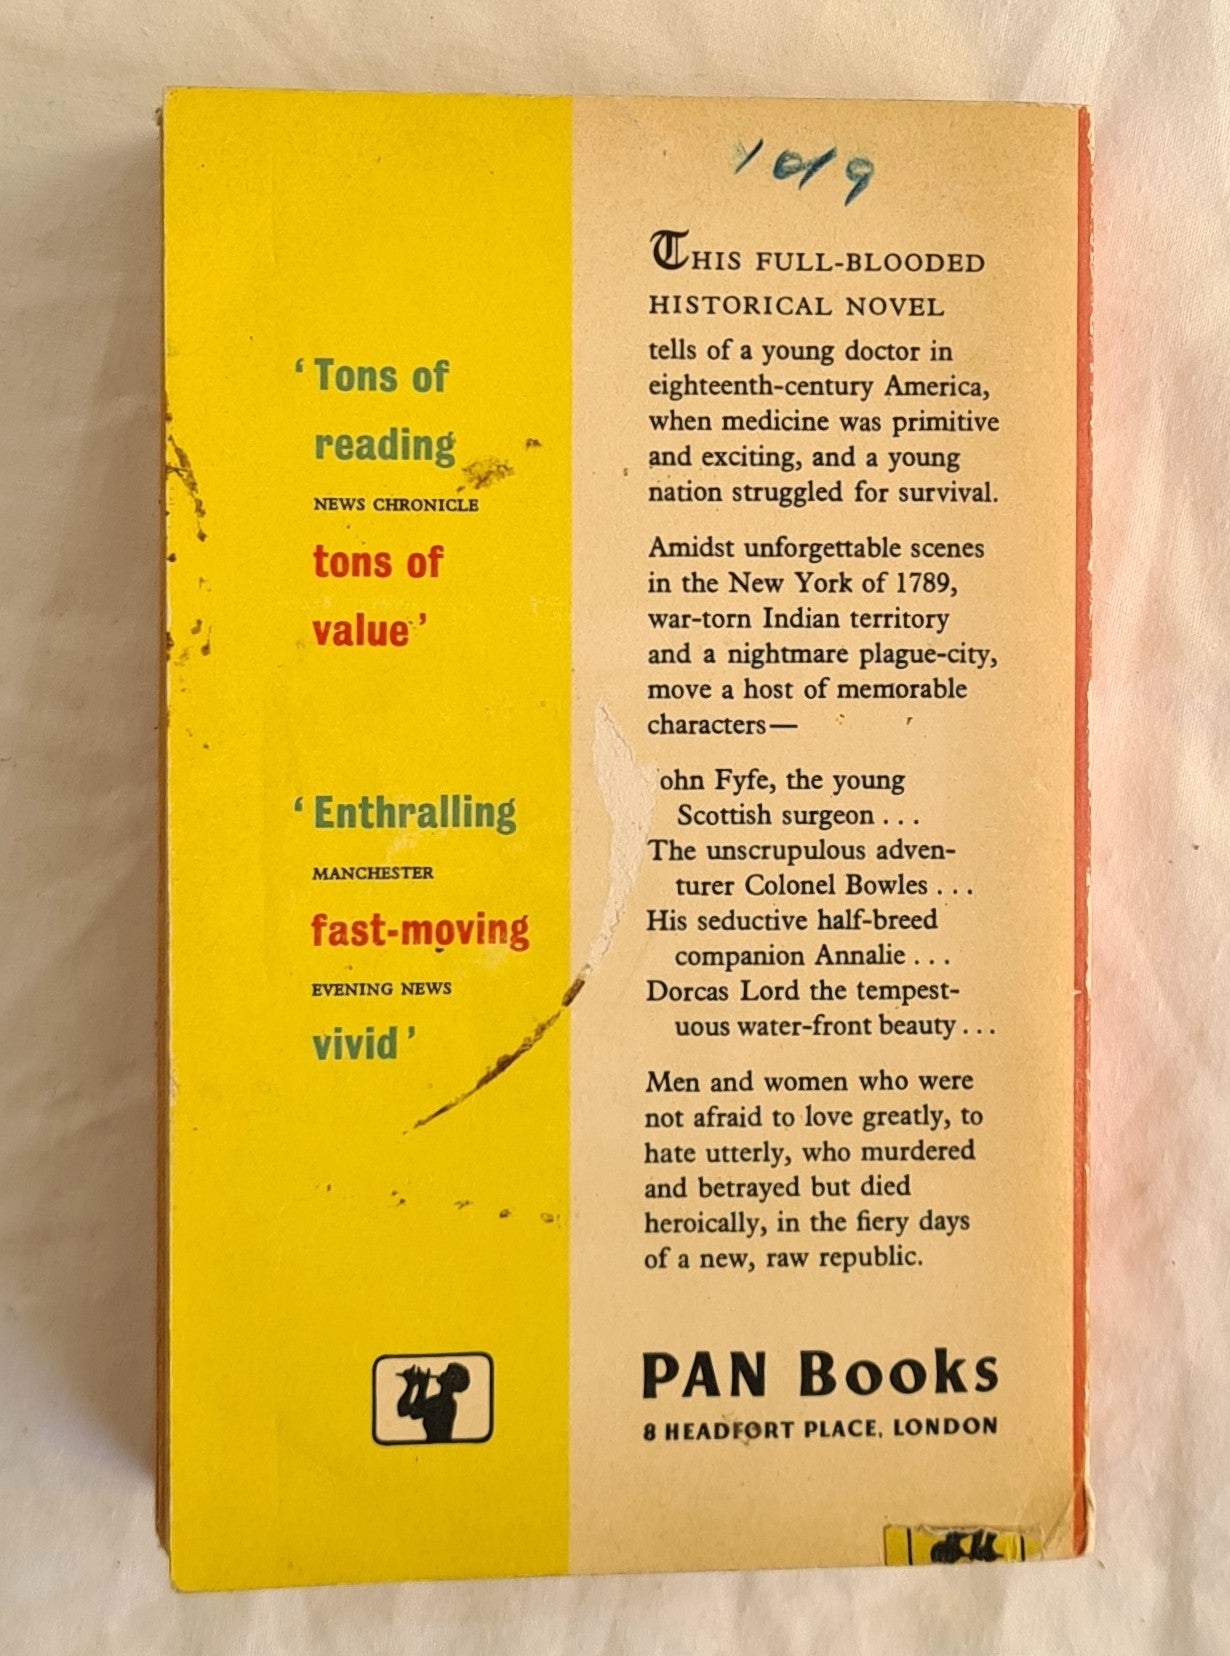 ‘Tons of
reading
NEWS CHRONICLE
tons of
value’
‘Enthralling
MANCHESTER
fast-moving
EVENING NEWS
vivid’
THIS FULL-BLOODED
HISTORICAL NOVEL
tells of a young doctor in
eighteenth-century America,
when medicine was primitive
and exciting, and a young
nation struggled for survival.
Amidst unforgettable scenes
in the New York of 1789,
war-torn Indian territory
and a nightmare plague-city,
move a host of memorable
characters—
ohn Fyfe, the young
Scottish surgeon . . .
The unscrupulous adven-
turer Colonel Bowles . . .
His seductive half-breed
companion Annalie . . .
Dorcas Lord the tempest-
uous water-front beauty . . .
Men and women who were
not afraid to love greatly, to
hate utterly, who murdered
and betrayed but died
heroically, in the fiery days
of a new, raw republic.
PAN Books
8 HEADFORT PLACE, LONDON